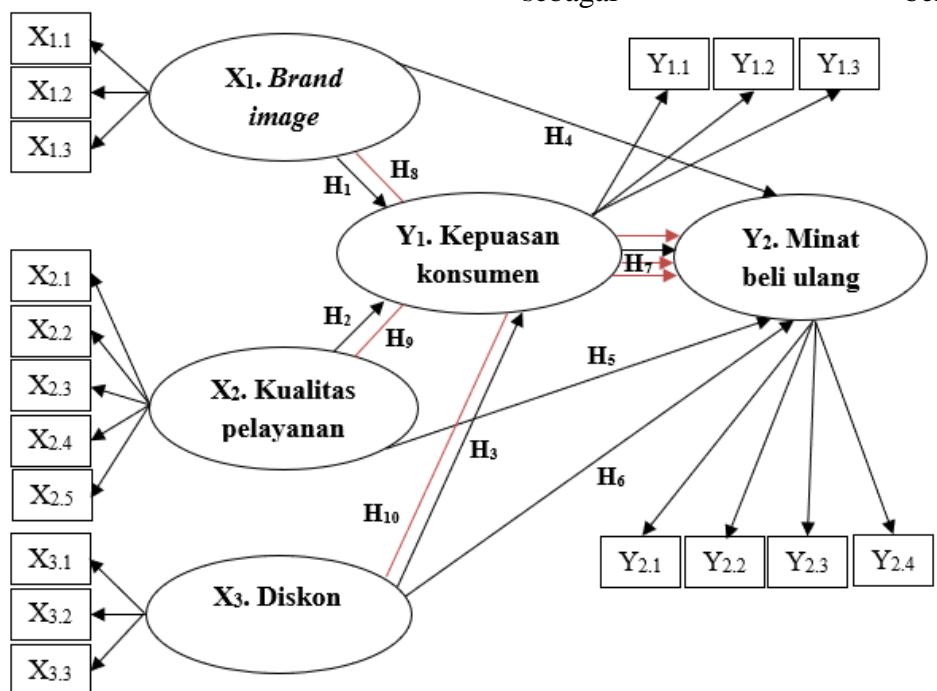 sebagai
X1.1
X1.2
X1.3
X1. Brand
image
Y1.1
Y1.2
Y1.3
H4
H1
H8
Y1. Kepuasan
konsumen
H7
Y2. Minat
beli ulang
X2.1
X2.2
X2.3
X2.4
X2.5
H2
H9
X2. Kualitas
pelayanan
H5
H3
H6
H10
X3.1
X3.2
X3.3
X3. Diskon
Y2.1
Y2.2
Y2.3
Y2.4